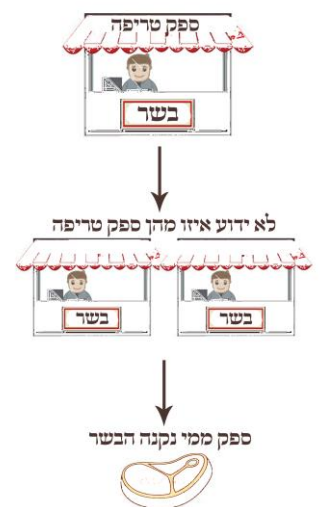 ספק טריפה
בשר
לא ידוע איזו מהן ספק טריפה
בשר
בשר
ספק ממי נקנה הבשר